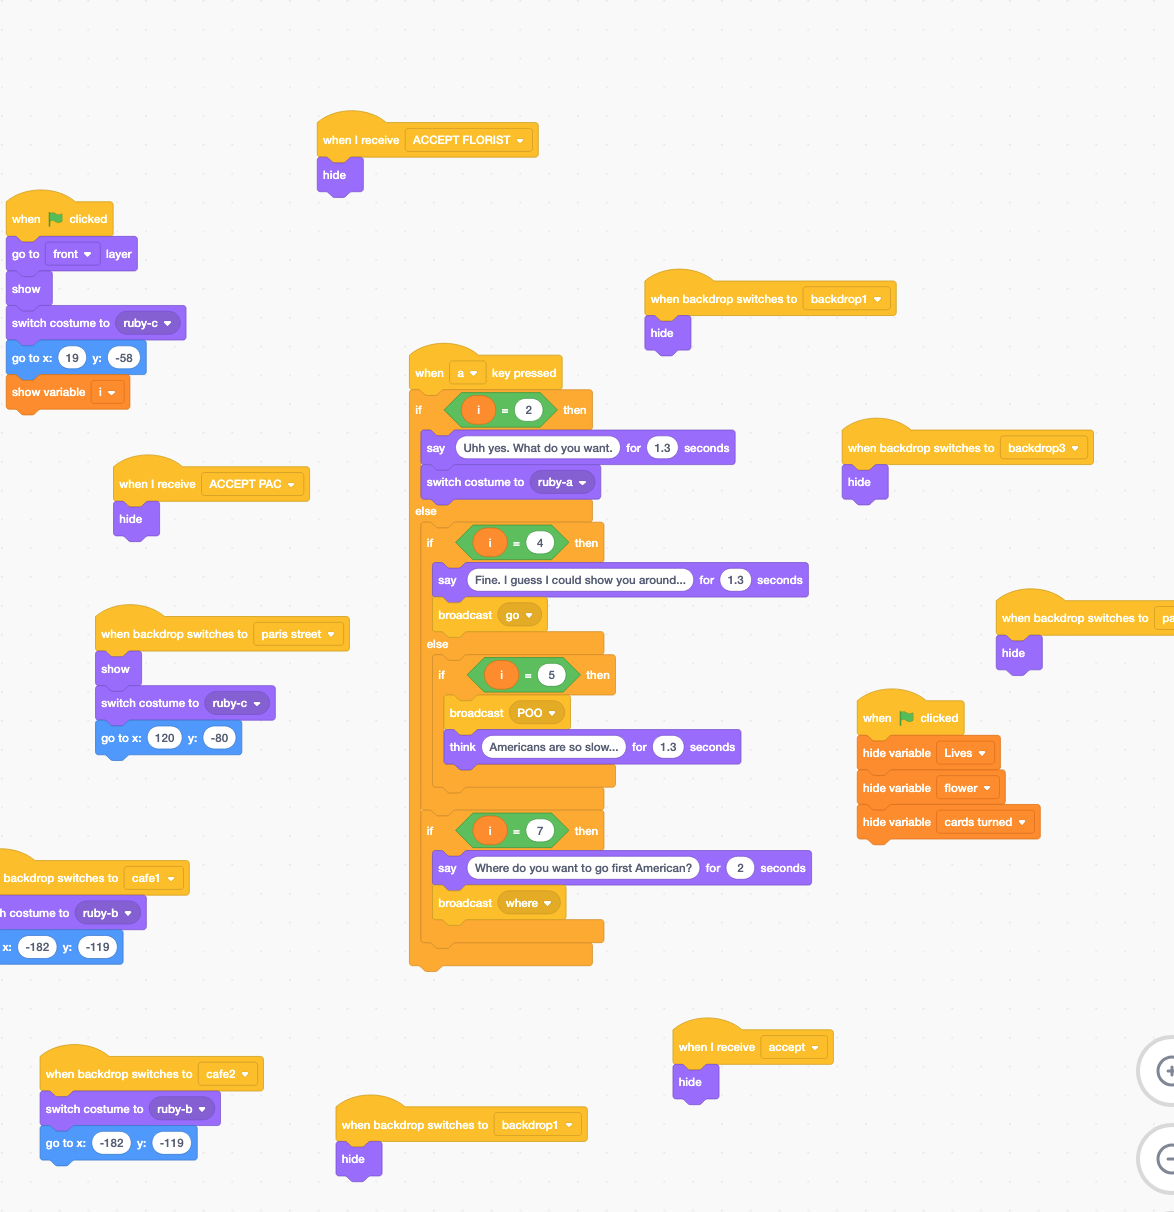 when I receive ACCEPT FLORIST
hide
when clicked
go to front layer
show
switch costume to ruby-c
go to x: 19 y: -58
show variable i
when backdrop switches to backdrop1
hide
when a key pressed
if i = 2 then
say Uhh yes. What do you want. for 1.3 seconds
switch costume to ruby-a
else
if i = 4 then
say Fine. I guess I could show you around... for 1.3 seconds
broadcast go
else
if i = 5 then
broadcast POO
think Americans are so slow... for 1.3 seconds
if i = 7 then
say Where do you want to go first American? for 2 seconds
broadcast where
when backdrop switches to backdrop3
hide
when I receive ACCEPT PAC
hide
when backdrop switches to paris street
show
switch costume to ruby-c
go to x: 120 y: -80
when backdrop switches to pa
hide
when clicked
hide variable Lives
hide variable flower
hide variable cards turned
backdrop switches to cafe1
h costume to ruby-b
x: -182 y: -119
when backdrop switches to cafe2
switch costume to ruby-b
go to x: -182 y: -119
when backdrop switches to backdrop1
hide
when I receive accept
hide